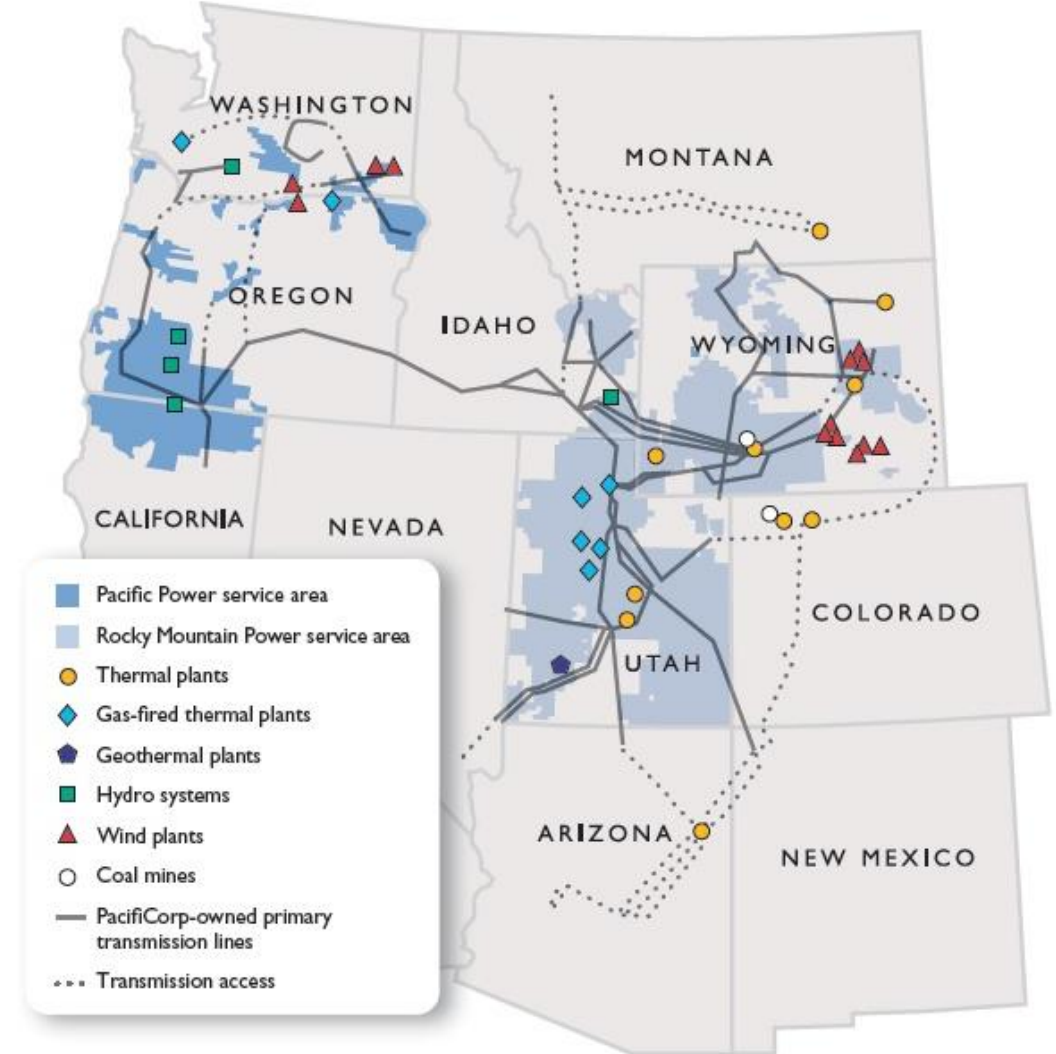 WASHINGTON
MONTANA
OREGON
IDAHO
WYOMING
CALIFORNIA
NEVADA
COLORADO
UTAH
ARIZONA
NEW MEXICO
Pacific Power service area
Rocky Mountain Power service area
Thermal plants
Gas-fired thermal plants
Geothermal plants
Hydro systems
Wind plants
Coal mines
PacifiCorp-owned primary
transmission lines
Transmission access